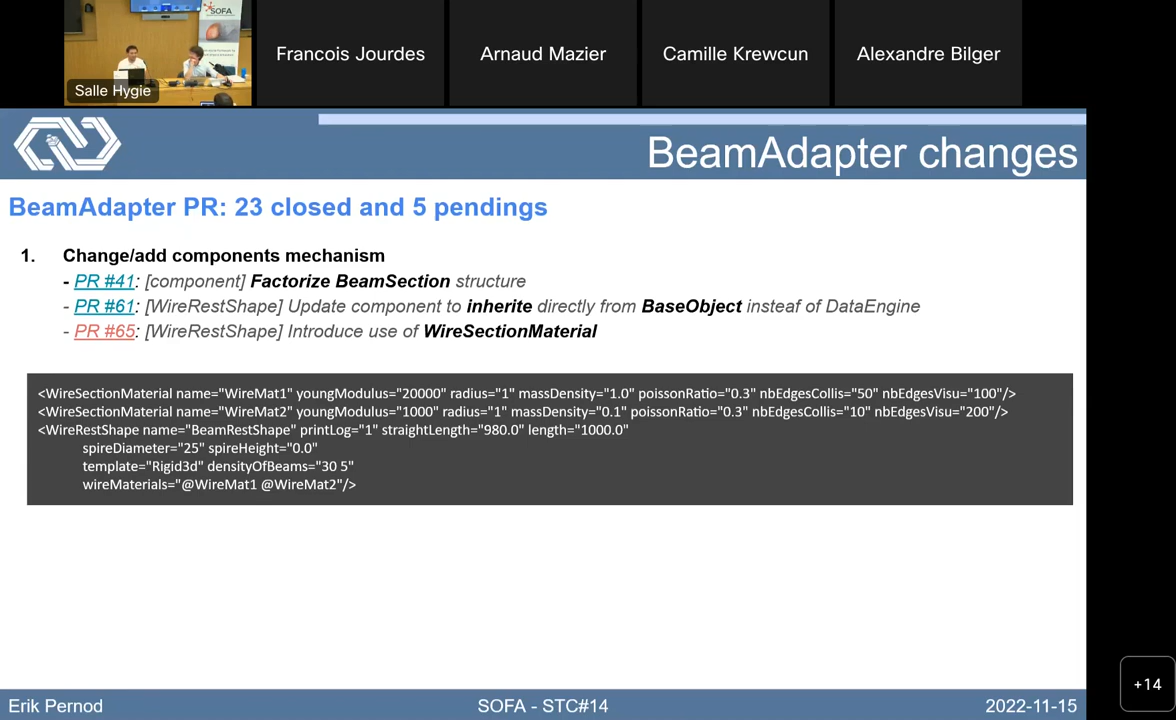 SOFA
Salle Hygie
Francois Jourdes
Arnaud Mazier
Camille Krewcun
Alexandre Bilger
BeamAdapter changes
BeamAdapter PR: 23 closed and 5 pendings
1. Change/add components mechanism
- PR #41: [component] Factorize BeamSection structure
- PR #61: [WireRestShape] Update component to inherite directly from BaseObject insteaf of DataEngine
- PR #65: [WireRestShape] Introduce use of WireSectionMaterial
<WireSectionMaterial name="WireMat1" youngModulus="20000" radius="1" massDensity="1.0" poissonRatio="0.3" nbEdgesCollis="50" nbEdgesVisu="100"/>
<WireSectionMaterial name="WireMat2" youngModulus="1000" radius="1" massDensity="0.1" poissonRatio="0.3" nbEdgesCollis="10" nbEdgesVisu="200"/>
<WireRestShape name="BeamRestShape" printLog="1" straightLength="980.0" length="1000.0"
spireDiameter="25" spireHeight="0.0"
template="Rigid3d" densityOfBeams="30 5"
wireMaterials="@WireMat1 @WireMat2"/>
+14
Erik Pernod
SOFA - STC#14
2022-11-15